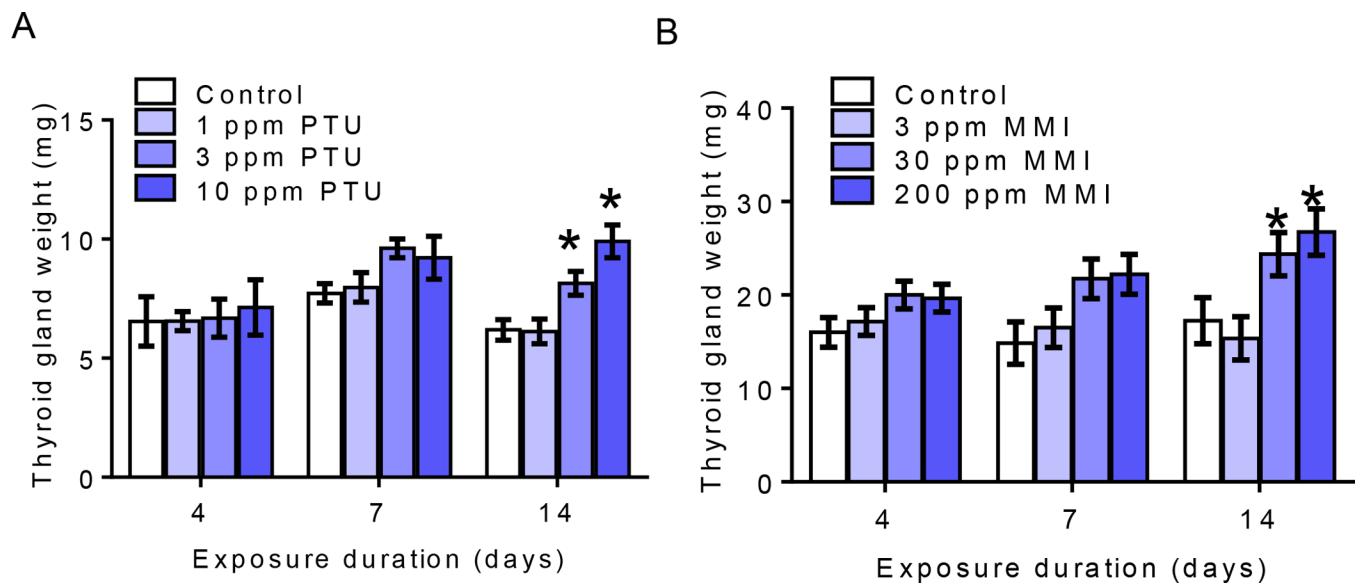 A
Control
1 ppm PTU
3 ppm PTU
10 ppm PTU
Thyroid gland weight (mg)
15
10
5
0
* *
4 7 14
Exposure duration (days)
B
Control
3 ppm MMI
30 ppm MMI
200 ppm MMI
Thyroid gland weight (mg)
40
30
20
10
0
* *
4 7 14
Exposure duration (days)